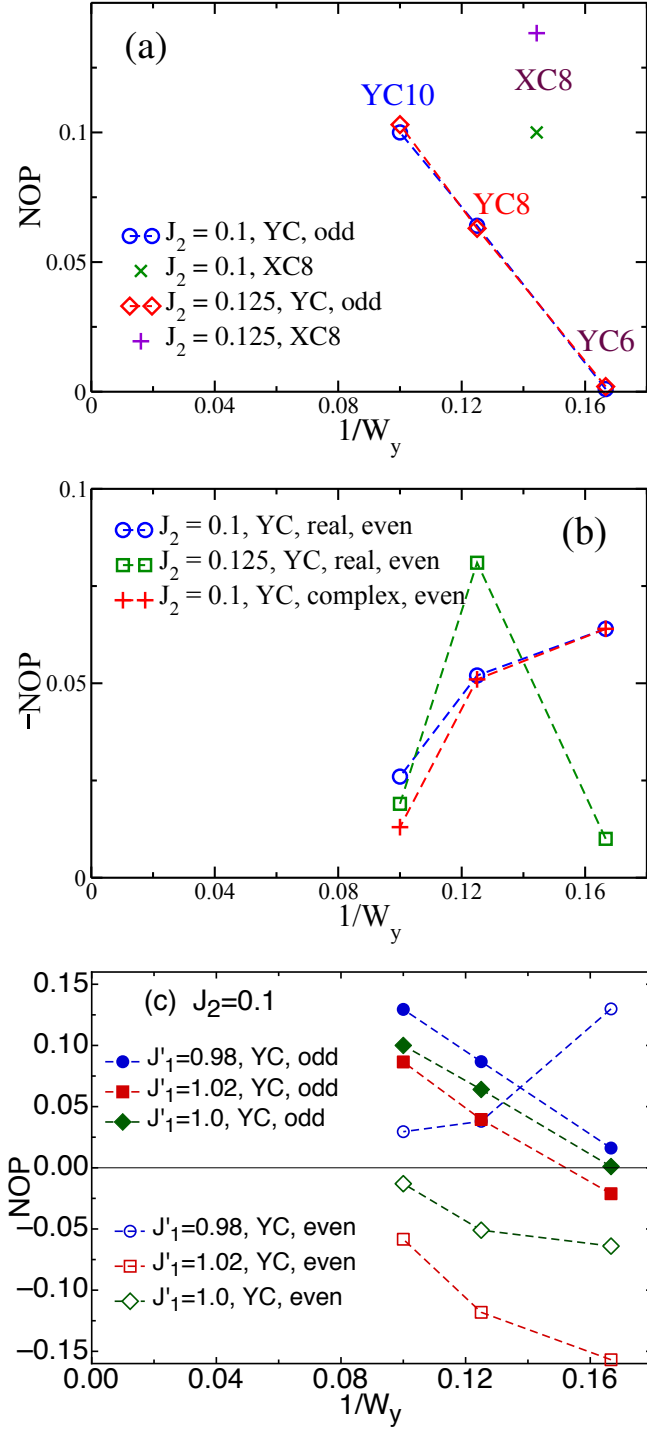 (a)
XC8
YC10
YC8
YC6
NOP
0.1
0.05
0
J₂ = 0.1, YC, odd
J₂ = 0.1, XC8
J₂ = 0.125, YC, odd
J₂ = 0.125, XC8
0 0.04 0.08 0.12 0.16
1/W_y
(b)
−NOP
0.1
0.05
0
J₂ = 0.1, YC, real, even
J₂ = 0.125, YC, real, even
J₂ = 0.1, YC, complex, even
0 0.04 0.08 0.12 0.16
1/W_y
(c) J₂=0.1
NOP
0.15
0.10
0.05
0.00
−0.05
−0.10
−0.15
J'₁=0.98, YC, odd
J'₁=1.02, YC, odd
J'₁=1.0, YC, odd
J'₁=0.98, YC, even
J'₁=1.02, YC, even
J'₁=1.0, YC, even
0.00 0.04 0.08 0.12 0.16
1/W_y